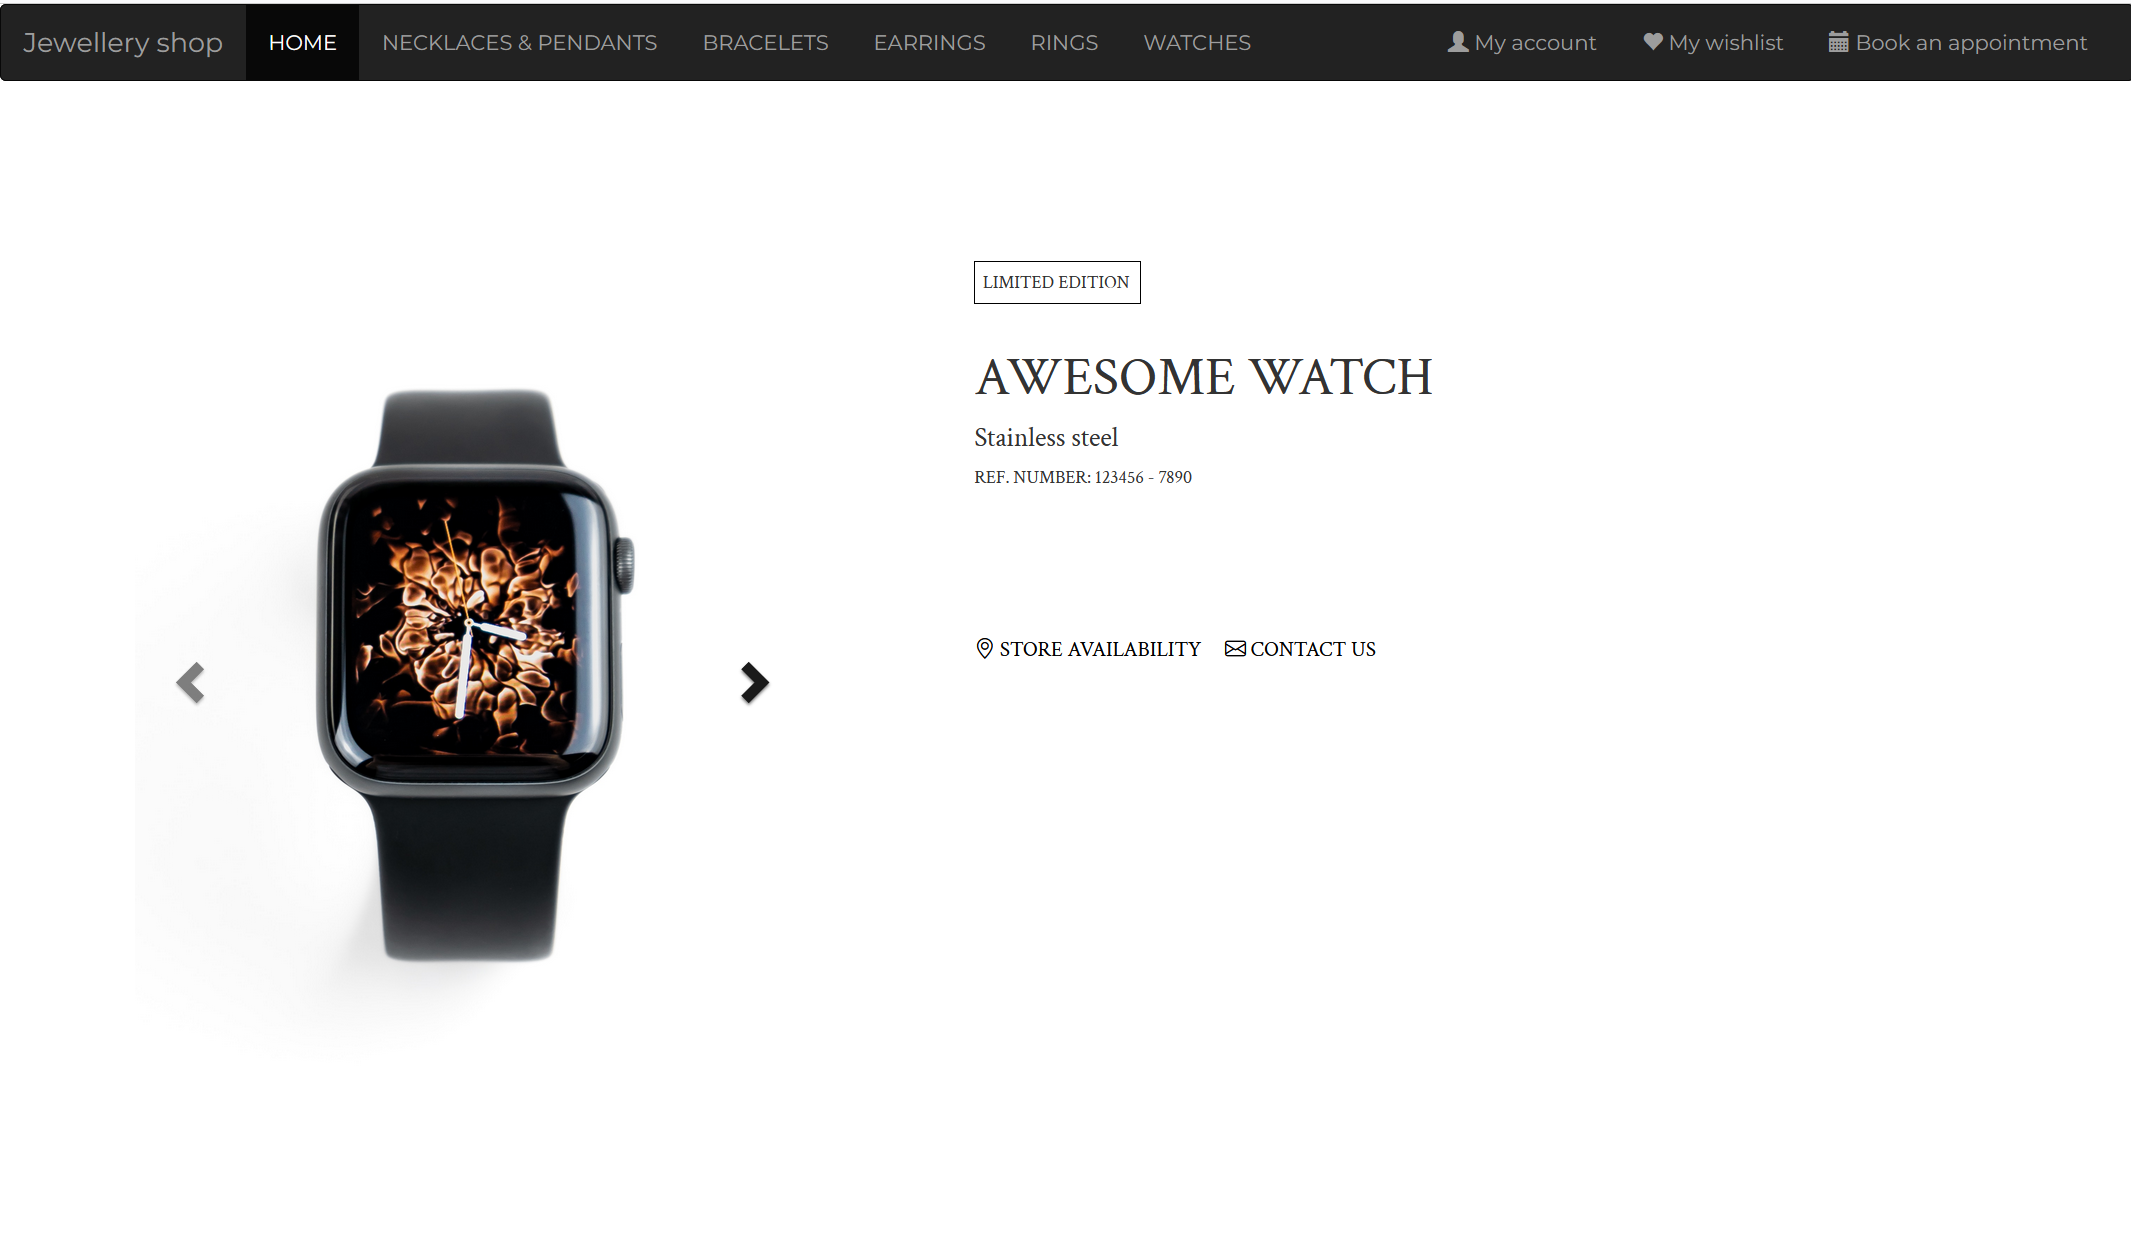 Jewellery shop HOME NECKLACES & PENDANTS BRACELETS EARRINGS RINGS WATCHES My account My wishlist Book an appointment
LIMITED EDITION
AWESOME WATCH
Stainless steel
REF. NUMBER: 123456 - 7890
STORE AVAILABILITY CONTACT US